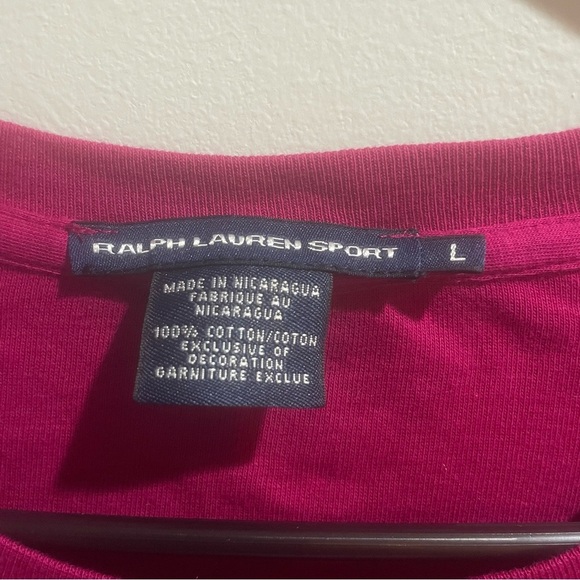 RALPH LAUREN SPORT L
MADE IN NICARAGUA
FABRIQUE AU
NICARAGUA
100% COTTON/COTON
EXCLUSIVE OF
DECORATION
GARNITURE EXCLUE